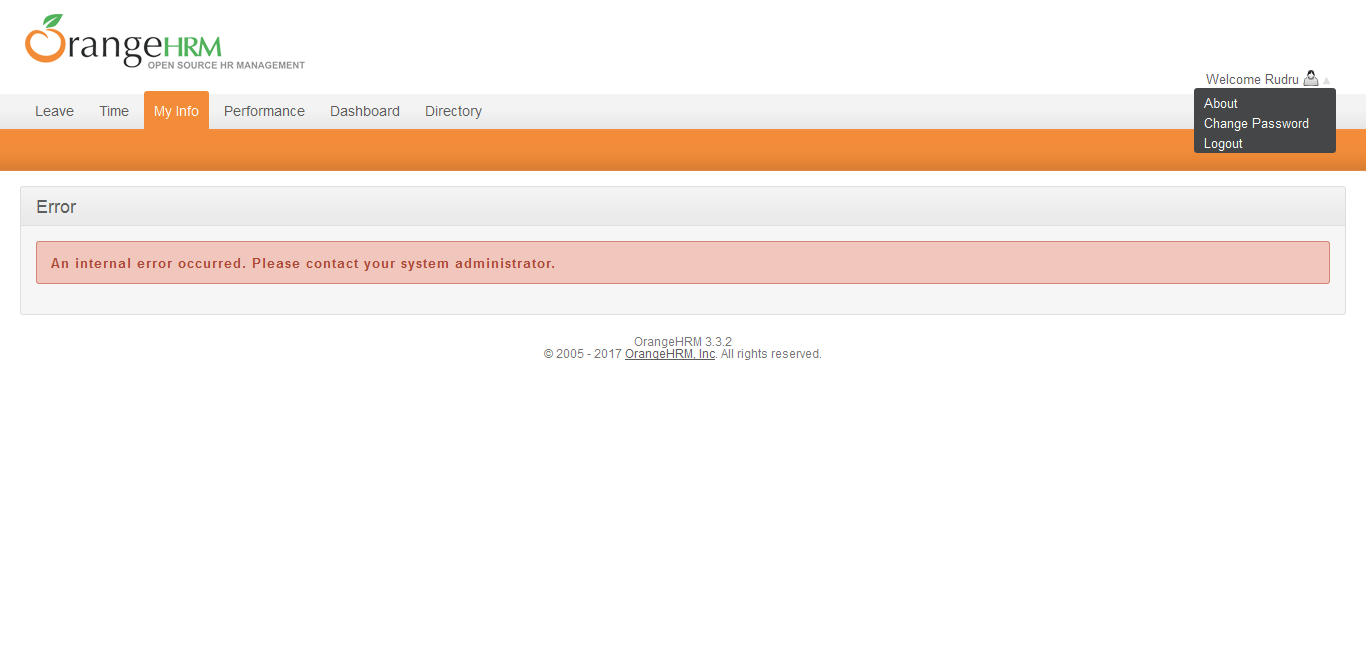 OrangeHRM
OPEN SOURCE HR MANAGEMENT
Welcome Rudru
Leave Time My Info Performance Dashboard Directory
About
Change Password
Logout
Error
An internal error occurred. Please contact your system administrator.
OrangeHRM 3.3.2
© 2005 - 2017 OrangeHRM, Inc. All rights reserved.